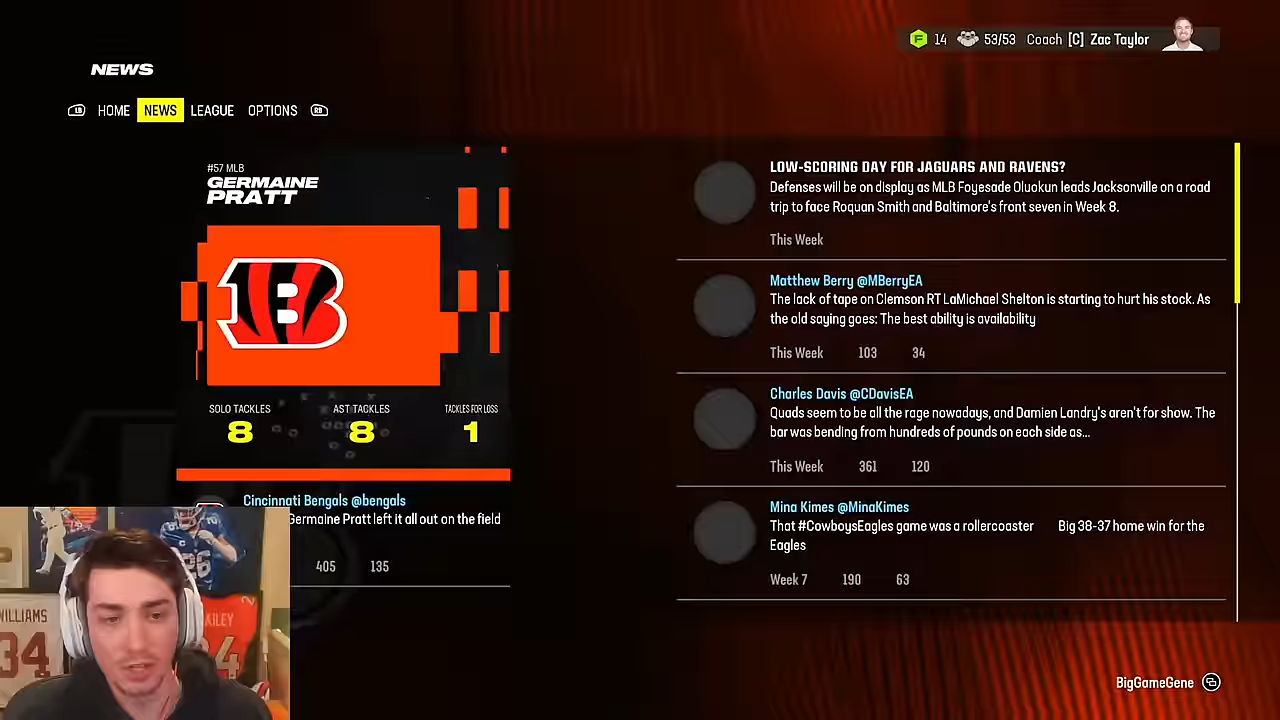 14 53/53 Coach [C] Zac Taylor
NEWS
LB HOME NEWS LEAGUE OPTIONS RB
#57 MLB
GERMAINE
PRATT
B
SOLO TACKLES AST TACKLES TACKLES FOR LOSS
8 8 1
Cincinnati Bengals @bengals
Germaine Pratt left it all out on the field
405 135
LOW-SCORING DAY FOR JAGUARS AND RAVENS?
Defenses will be on display as MLB Foyesade Oluokun leads Jacksonville on a road
trip to face Roquan Smith and Baltimore's front seven in Week 8.
This Week
Matthew Berry @MBerryEA
The lack of tape on Clemson RT LaMichael Shelton is starting to hurt his stock. As
the old saying goes: The best ability is availability
This Week 103 34
Charles Davis @CDavisEA
Quads seem to be all the rage nowadays, and Damien Landry's aren't for show. The
bar was bending from hundreds of pounds on each side as...
This Week 361 120
Mina Kimes @MinaKimes
That #CowboysEagles game was a rollercoaster Big 38-37 home win for the
Eagles
Week 7 190 63
26
WILLIAMS
34
AILEY
4
BigGameGene